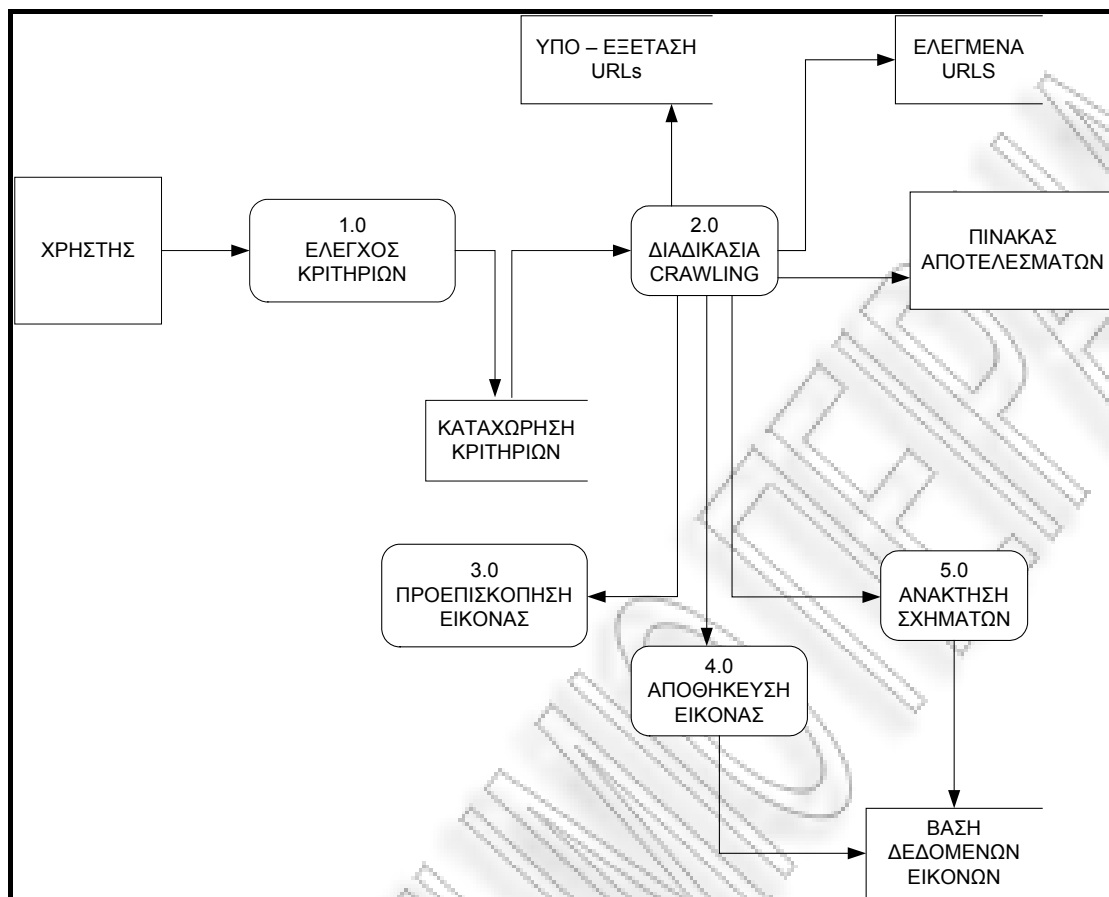 ΥΠΟ – ΕΞΕΤΑΣΗ
URLs
ΕΛΕΓΜΕΝΑ
URLS
ΧΡΗΣΤΗΣ
1.0
ΕΛΕΓΧΟΣ
ΚΡΙΤΗΡΙΩΝ
2.0
ΔΙΑΔΙΚΑΣΙΑ
CRAWLING
ΠΙΝΑΚΑΣ
ΑΠΟΤΕΛΕΣΜΑΤΩΝ
ΚΑΤΑΧΩΡΗΣΗ
ΚΡΙΤΗΡΙΩΝ
3.0
ΠΡΟΕΠΙΣΚΟΠΗΣΗ
ΕΙΚΟΝΑΣ
4.0
ΑΠΟΘΗΚΕΥΣΗ
ΕΙΚΟΝΑΣ
5.0
ΑΝΑΚΤΗΣΗ
ΣΧΗΜΑΤΩΝ
ΒΑΣΗ
ΔΕΔΟΜΕΝΩΝ
ΕΙΚΟΝΩΝ